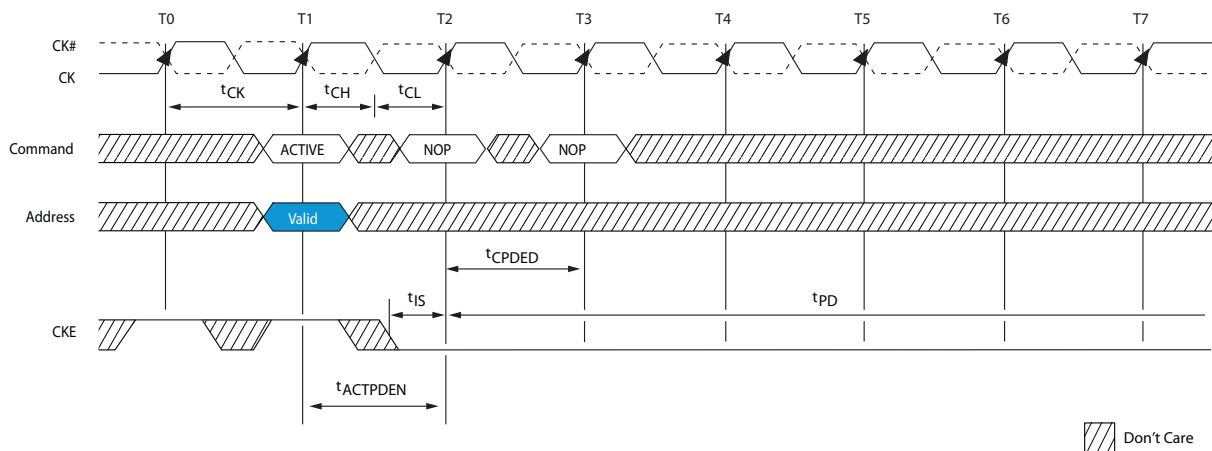 T0 T1 T2 T3 T4 T5 T6 T7
CK#
CK
tCK tCH tCL
Command ACTIVE NOP NOP
Address Valid
tCPDED
tIS tPD
CKE
tACTPDEN
Don't Care